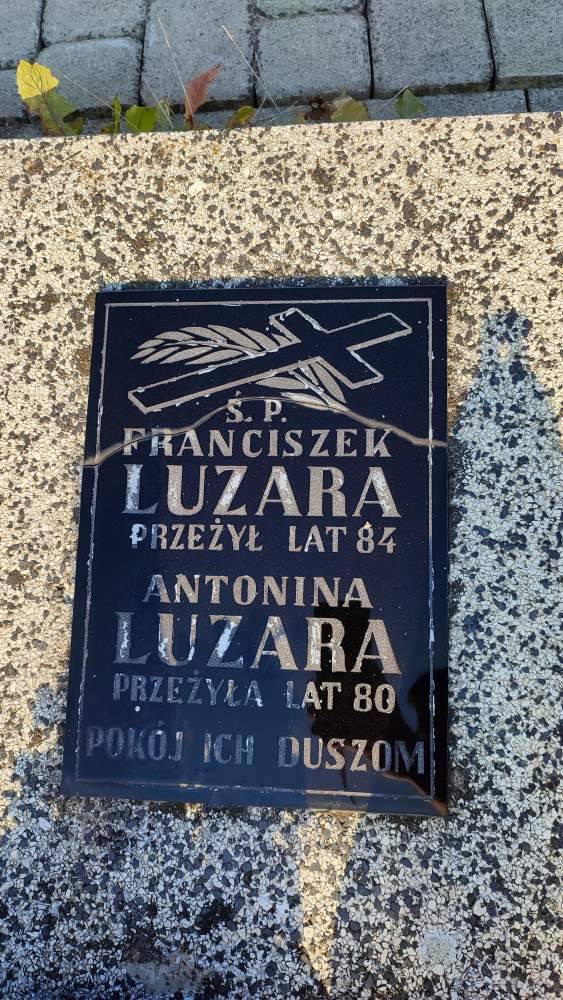 Ś. P.
FRANCISZEK
LUZARA
PRZEŻYŁ LAT 84
ANTONINA
LUZARA
PRZEŻYŁA LAT 80
POKÓJ ICH DUSZOM